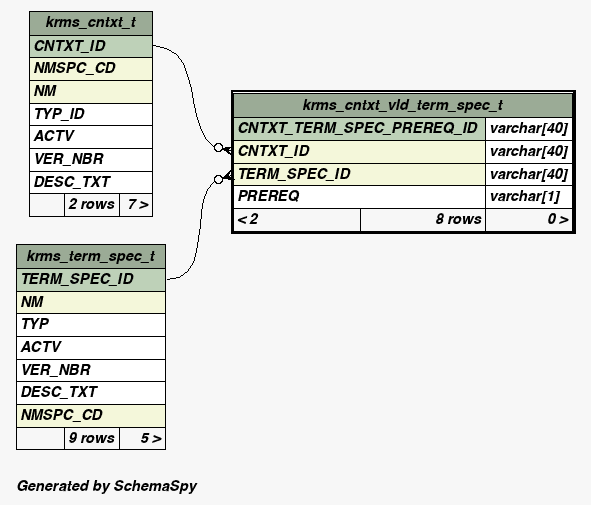 krms_cntxt_t
CNTXT_ID
NMSPC_CD
NM
TYP_ID
ACTV
VER_NBR
DESC_TXT
2 rows 7 >
krms_cntxt_vld_term_spec_t
CNTXT_TERM_SPEC_PREREQ_ID varchar[40]
CNTXT_ID varchar[40]
TERM_SPEC_ID varchar[40]
PREREQ varchar[1]
< 2 8 rows 0 >
krms_term_spec_t
TERM_SPEC_ID
NM
TYP
ACTV
VER_NBR
DESC_TXT
NMSPC_CD
9 rows 5 >
Generated by SchemaSpy